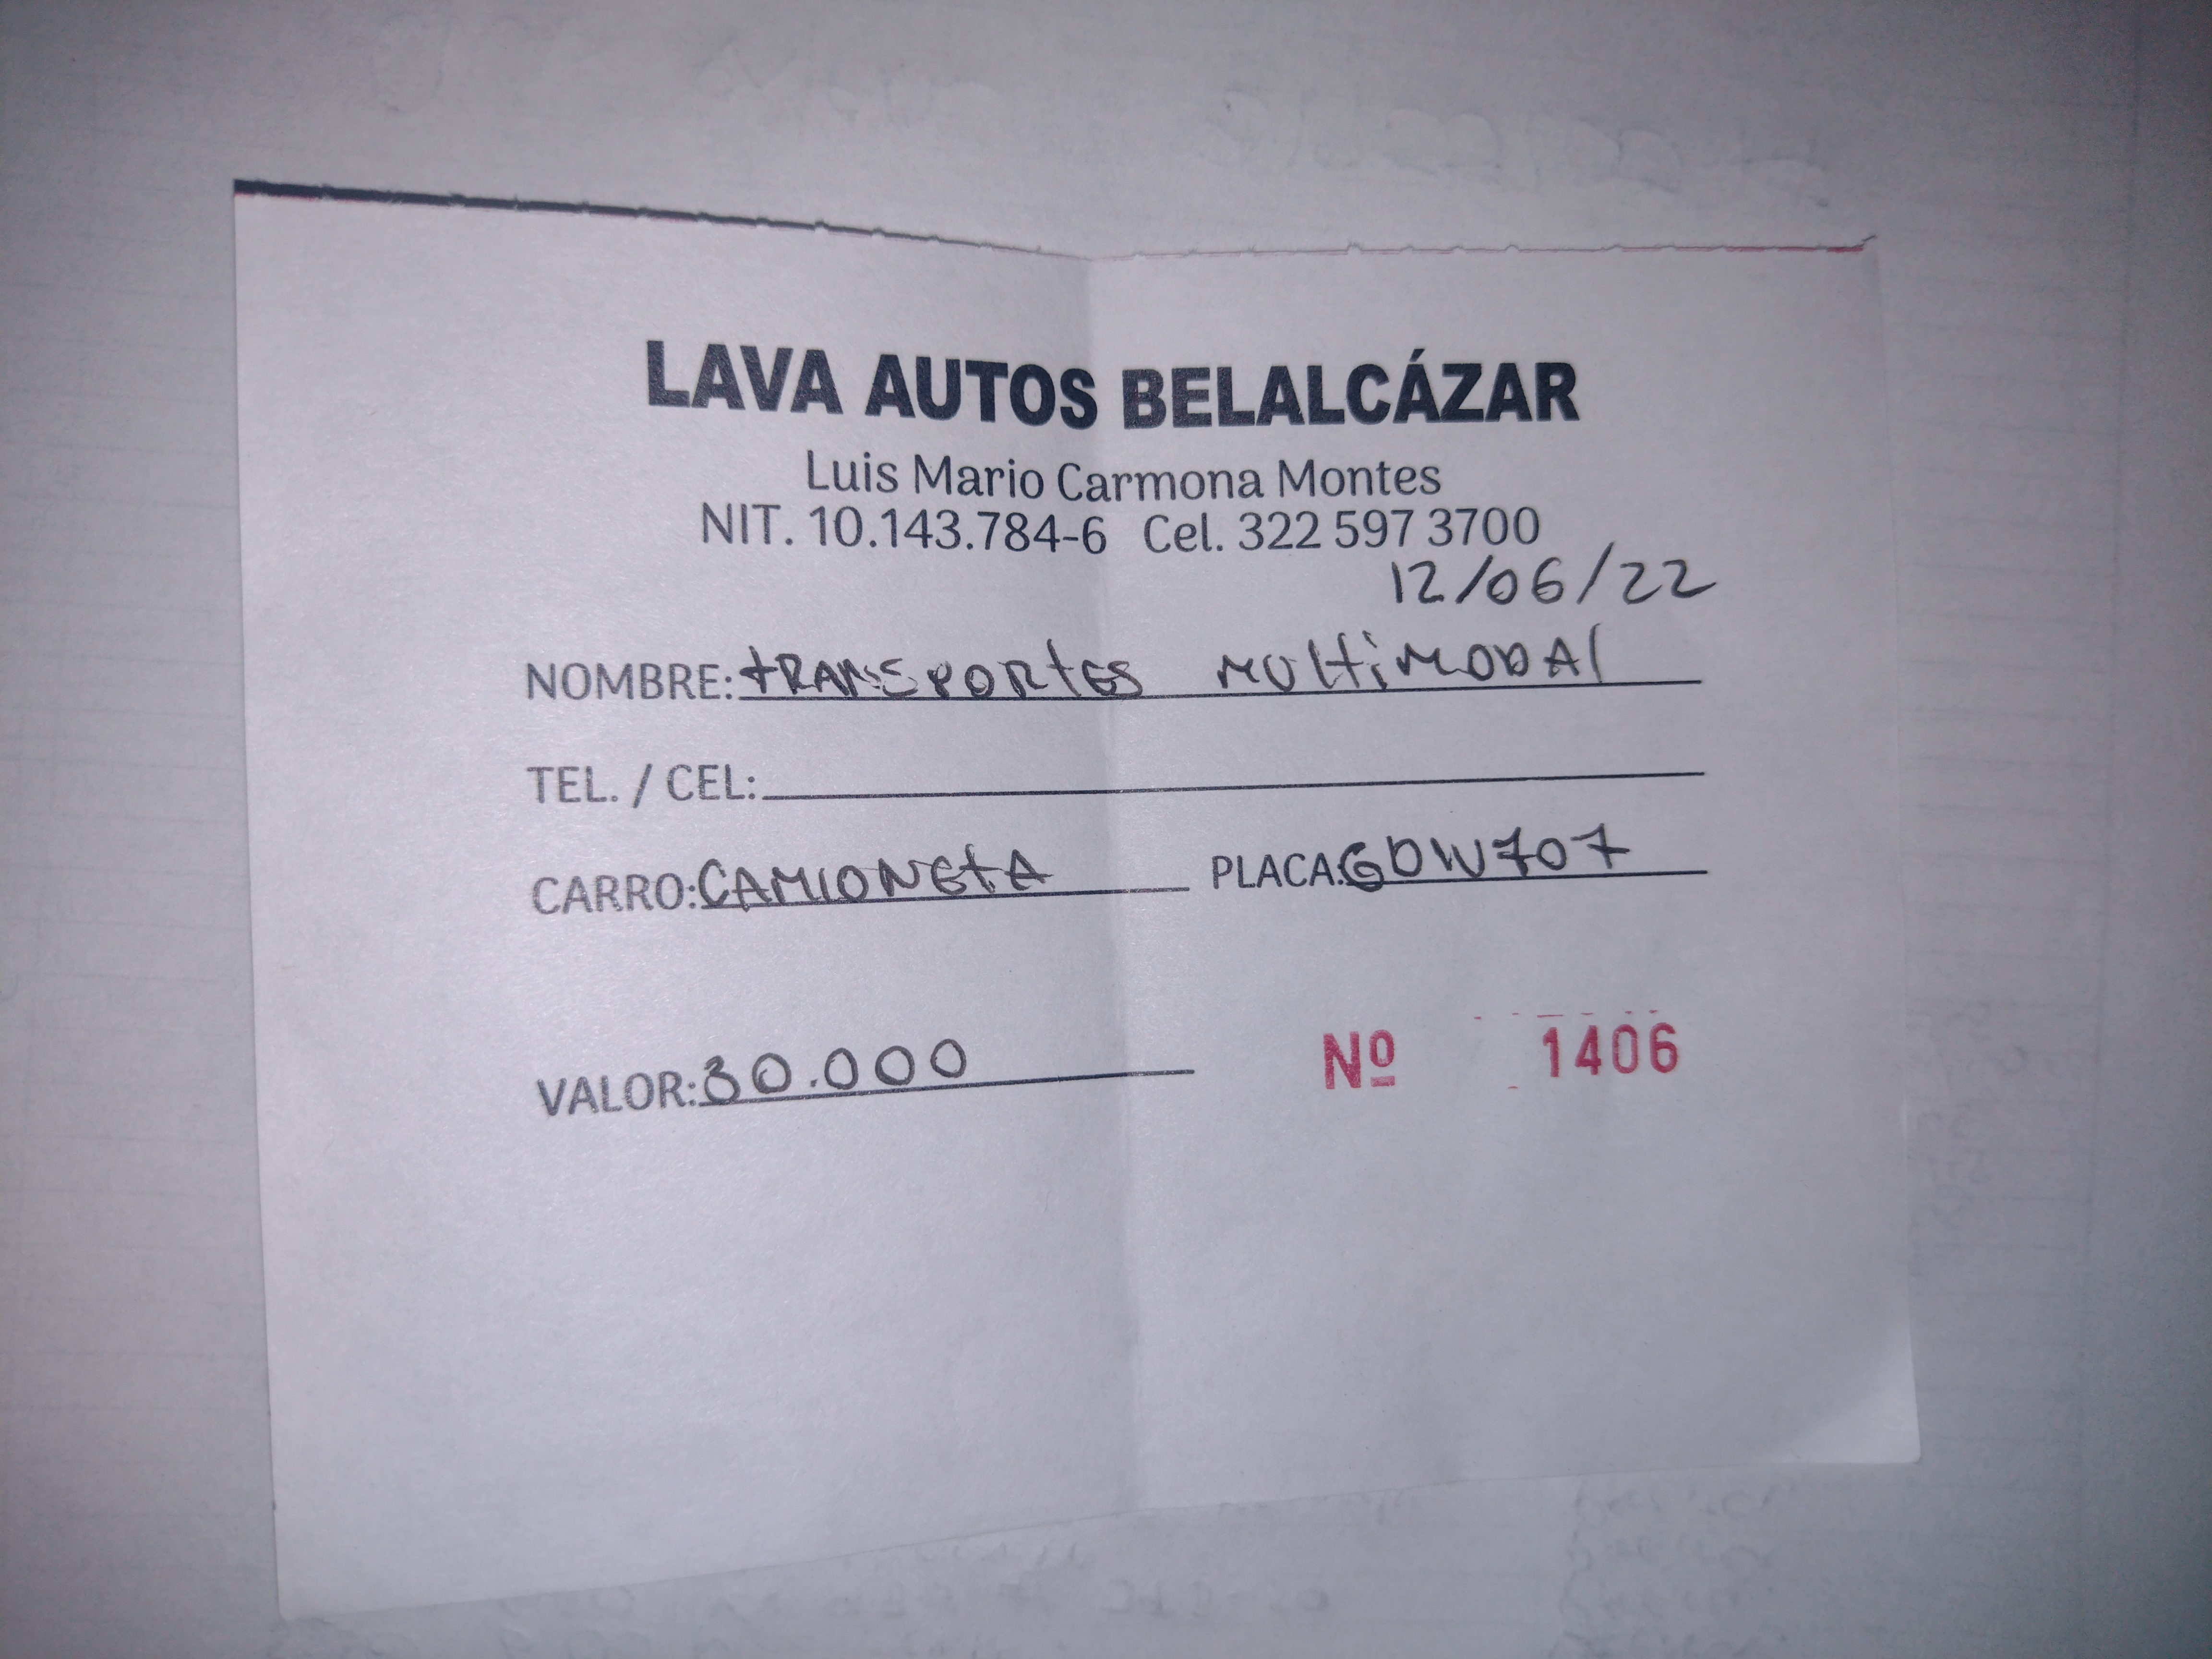 LAVA AUTOS BELALCÁZAR
Luis Mario Carmona Montes
NIT. 10.143.784-6 Cel. 322 597 3700
12/06/22
NOMBRE: tRANSPORtES MUltiMODAl
TEL. / CEL:
CARRO: CAMIONEtA PLACA: GDW707
VALOR: 30.000 Nº 1406